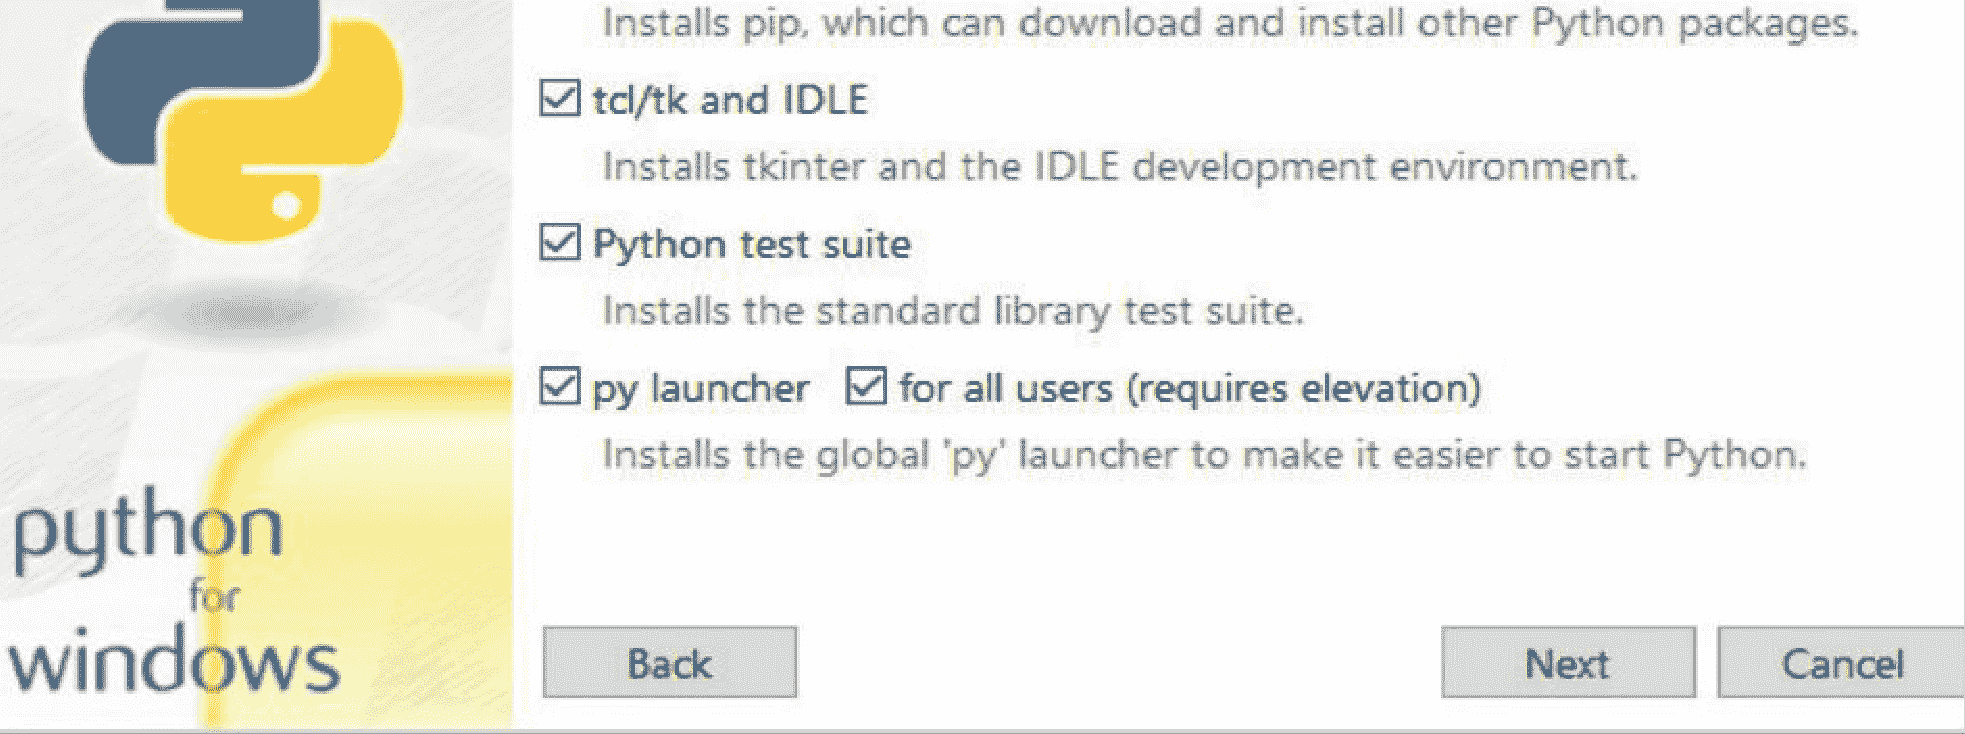 Installs pip, which can download and install other Python packages.
tcl/tk and IDLE
Installs tkinter and the IDLE development environment.
Python test suite
Installs the standard library test suite.
py launcher for all users (requires elevation)
Installs the global 'py' launcher to make it easier to start Python.
python
for
windows
Back Next Cancel